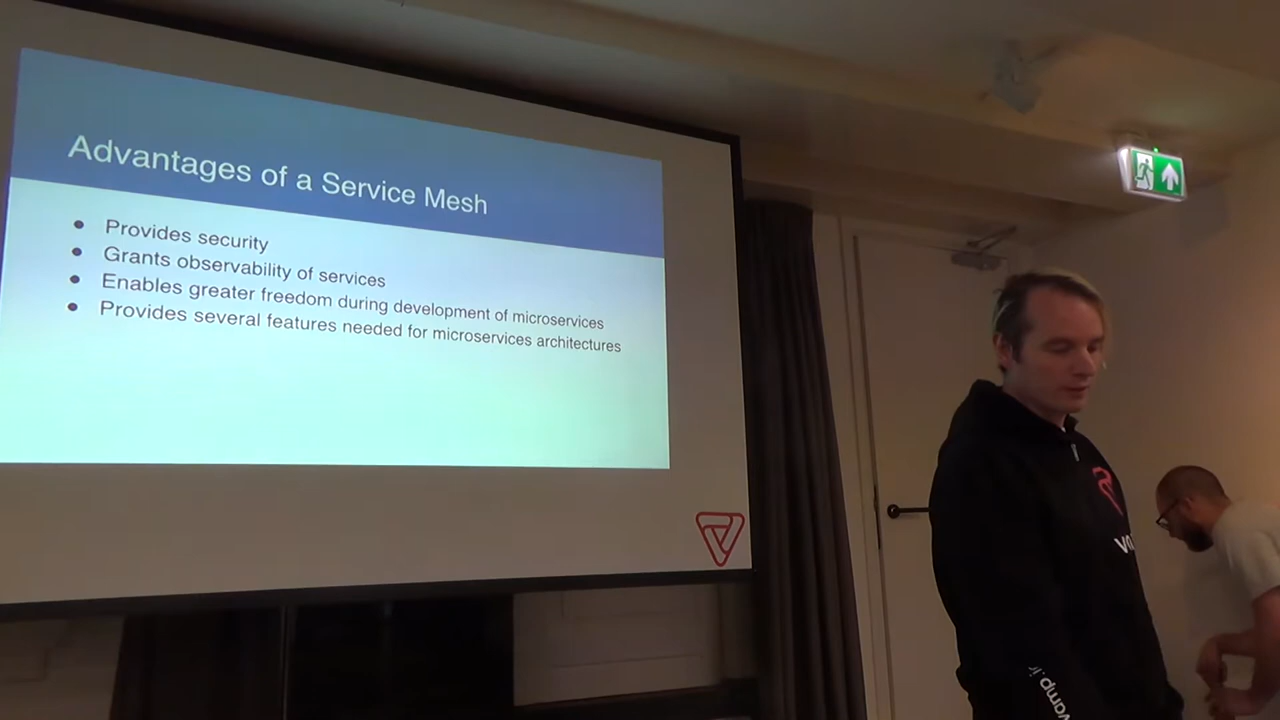 Advantages of a Service Mesh
Provides security
Grants observability of services
Enables greater freedom during development of microservices
Provides several features needed for microservices architectures
vamp.i